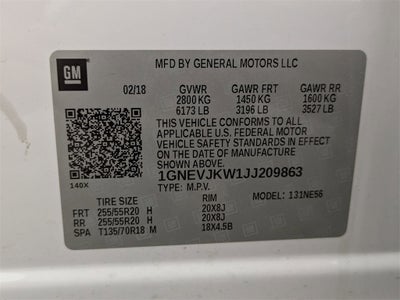 MFD BY GENERAL MOTORS LLC
GM
02/18 GVWR GAWR FRT GAWR RR
2800 KG 1450 KG 1600 KG
6173 LB 3196 LB 3527 LB
THIS VEHICLE CONFORMS TO ALL
APPLICABLE U.S. FEDERAL MOTOR
VEHICLE SAFETY STANDARDS IN EFFECT
ON THE DATE OF MANUFACTURE
SHOWN ABOVE.
1GNEVJKW1JJ209863
140X
TYPE: M.P.V. MODEL: 131NE56
TIRE SIZE RIM
FRT 255/55R20 H 20X8J
RR 255/55R20 H 20X8J
SPA T135/70R18 M 18X4.5B